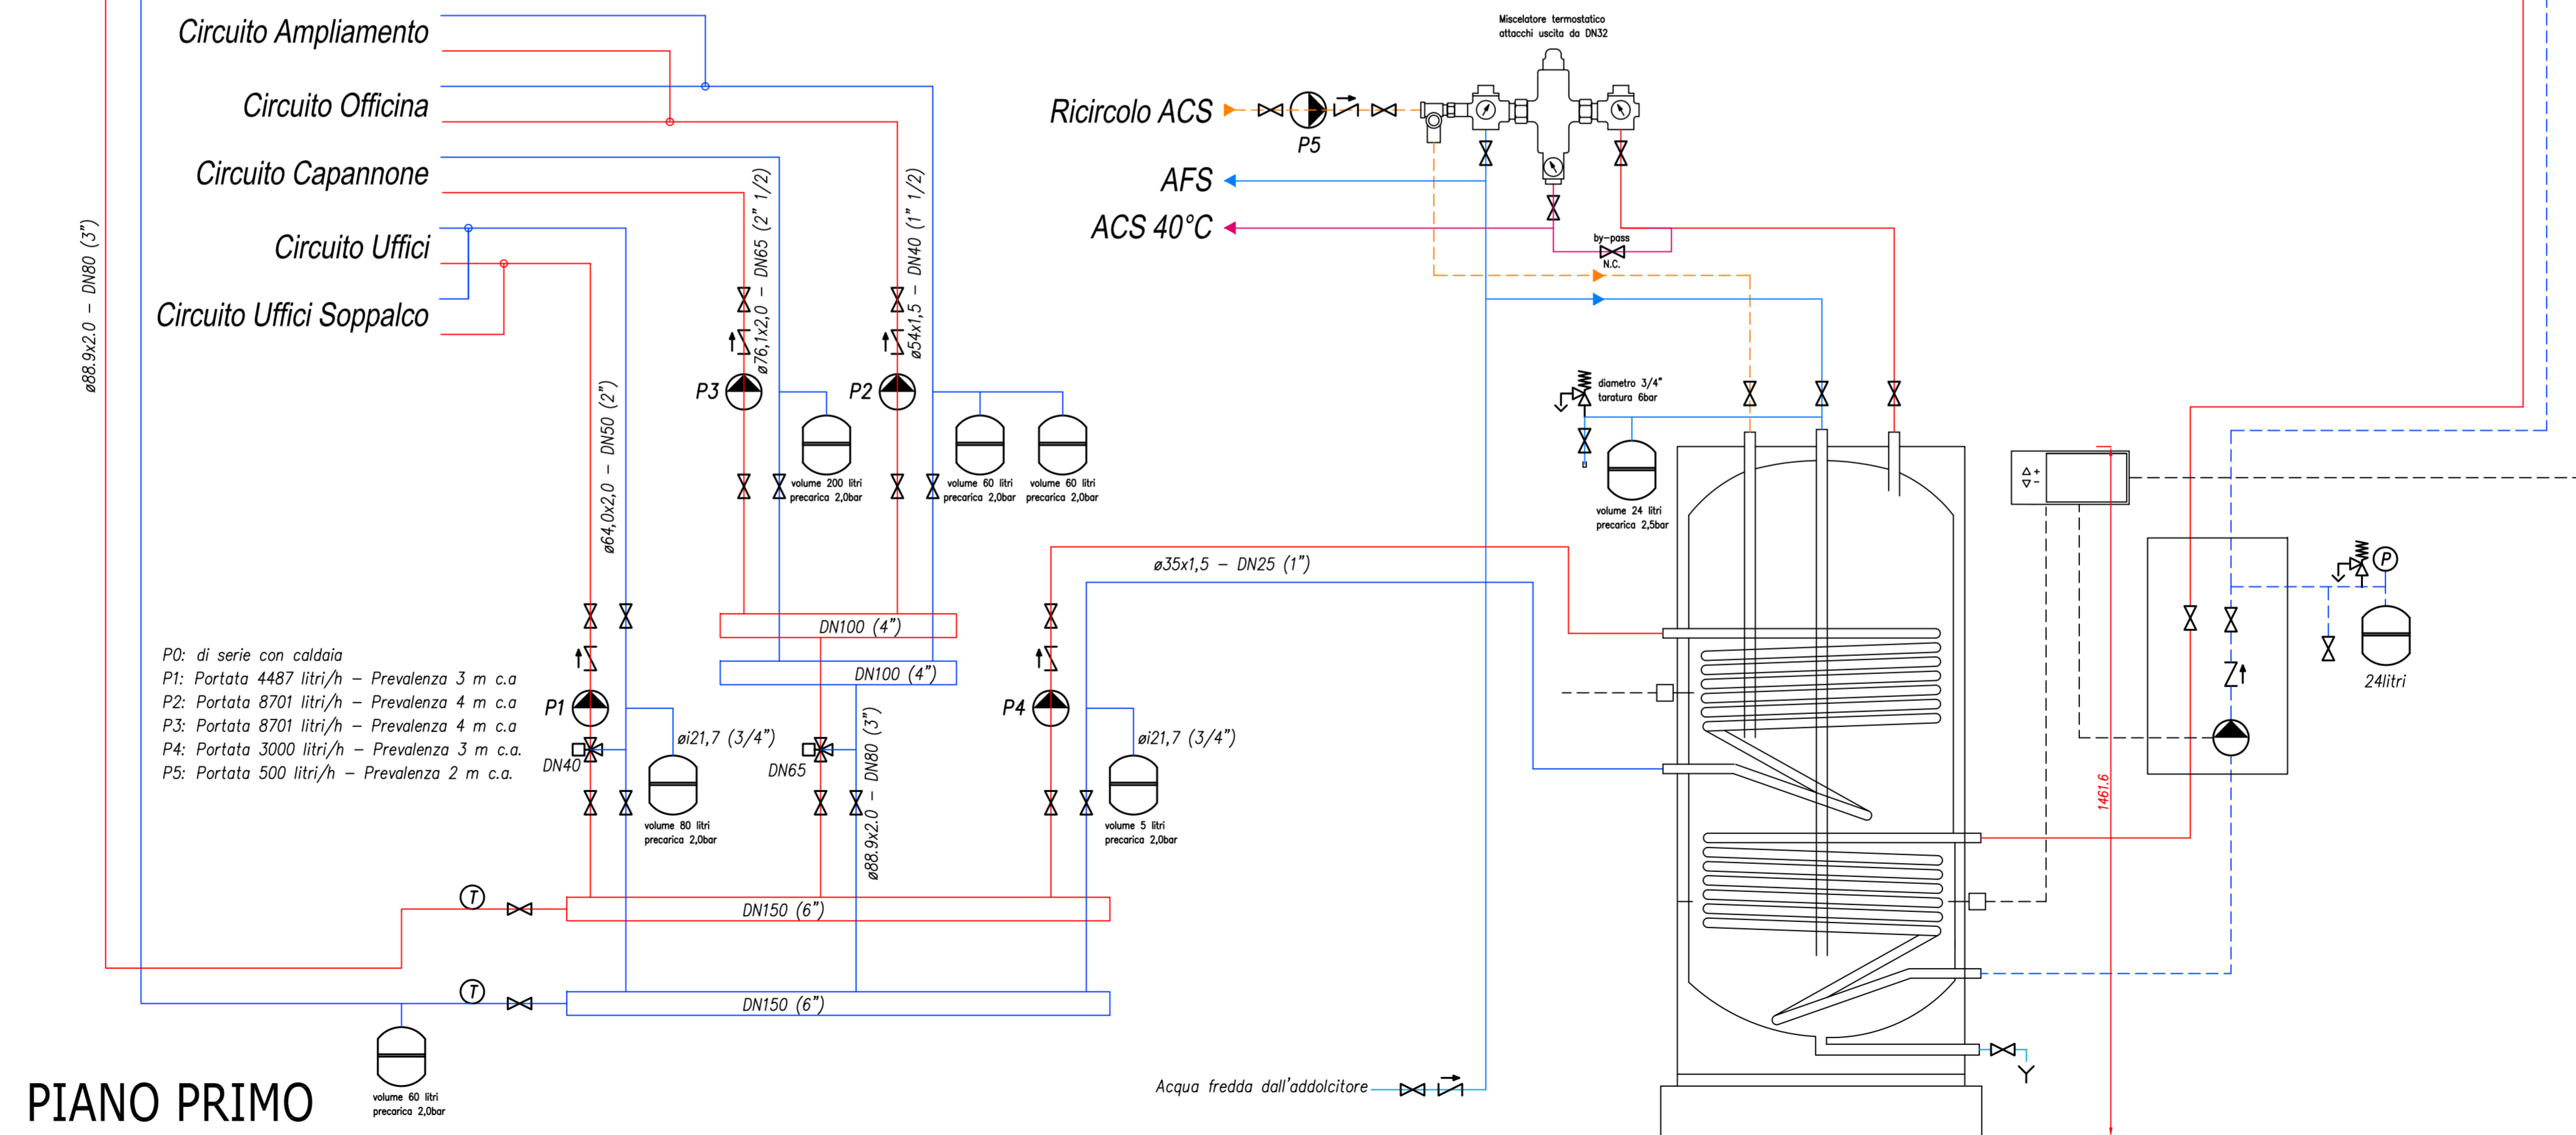 Circuito Ampliamento
Circuito Officina
Circuito Capannone
Circuito Uffici
Circuito Uffici Soppalco
ø88.9x2.0 - DN80 (3")
ø64,0x2,0 - DN50 (2")
ø76,1x2,0 - DN65 (2" 1/2)
ø54x1,5 - DN40 (1" 1/2)
P3
P2
volume 200 litri
precarica 2,0bar
volume 60 litri
precarica 2,0bar
volume 60 litri
precarica 2,0bar
DN100 (4")
DN100 (4")
P0: di serie con caldaia
P1: Portata 4487 litri/h - Prevalenza 3 m c.a
P2: Portata 8701 litri/h - Prevalenza 4 m c.a
P3: Portata 8701 litri/h - Prevalenza 4 m c.a
P4: Portata 3000 litri/h - Prevalenza 3 m c.a.
P5: Portata 500 litri/h - Prevalenza 2 m c.a.
P1
DN40
øi21,7 (3/4")
volume 80 litri
precarica 2,0bar
DN65
ø88.9x2.0 - DN80 (3")
P4
øi21,7 (3/4")
volume 5 litri
precarica 2,0bar
ø35x1,5 - DN25 (1")
T
DN150 (6")
T
DN150 (6")
volume 60 litri
precarica 2,0bar
PIANO PRIMO
Miscelatore termostatico
attacchi uscita da DN32
Ricircolo ACS
P5
AFS
ACS 40°C
by-pass
N.C.
diametro 3/4"
taratura 6bar
volume 24 litri
precarica 2,5bar
+
-
P
24litri
1461.6
Acqua fredda dall'addolcitore